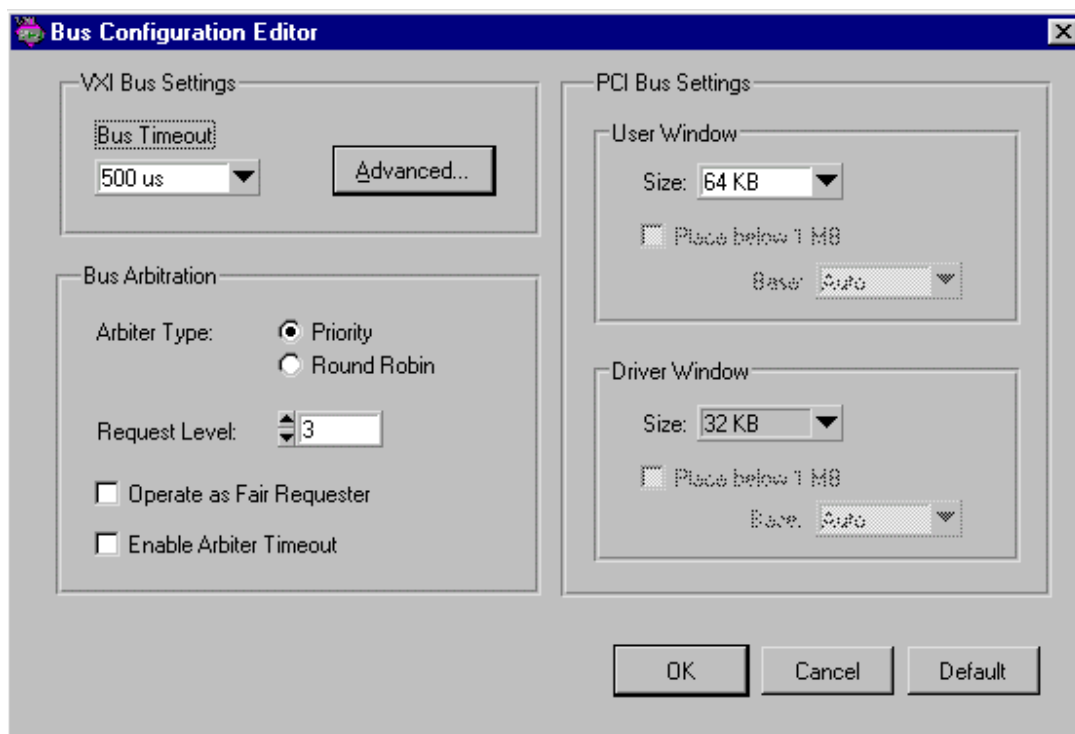 Bus Configuration Editor
VXI Bus Settings
Bus Timeout
500 us
Advanced...
Bus Arbitration
Arbiter Type:
Priority
Round Robin
Request Level:
3
Operate as Fair Requester
Enable Arbiter Timeout
PCI Bus Settings
User Window
Size: 64 KB
Place below 1 MB
Base: Auto
Driver Window
Size: 32 KB
Place below 1 MB
Base: Auto
OK
Cancel
Default